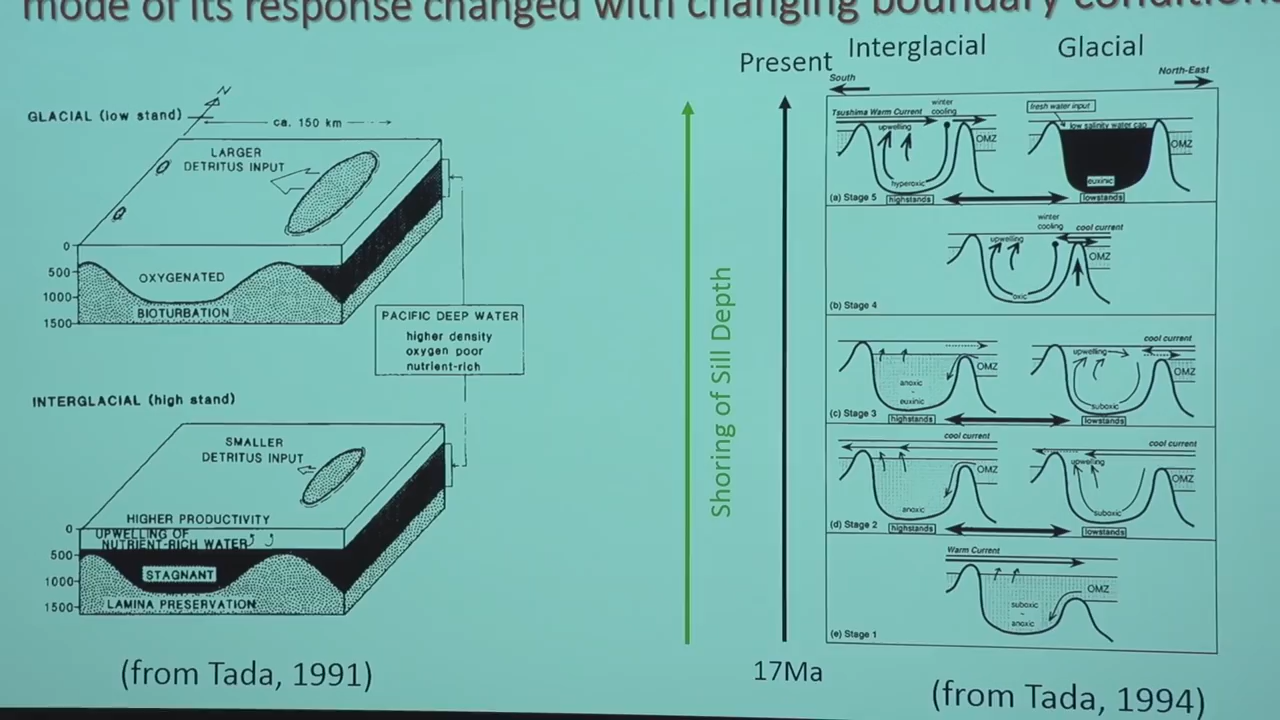 mode of its response changed with changing boundary conditions
GLACIAL (low stand)
N
ca. 150 km
LARGER
DETRITUS INPUT
0
500
1000
1500
OXYGENATED
BIOTURBATION
PACIFIC DEEP WATER
higher density
oxygen poor
nutrient-rich
INTERGLACIAL (high stand)
SMALLER
DETRITUS INPUT
HIGHER PRODUCTIVITY
UPWELLING OF
NUTRIENT-RICH WATER
0
500
1000
1500
STAGNANT
LAMINA PRESERVATION
(from Tada, 1991)
Shoring of Sill Depth
Present
17Ma
Interglacial
Glacial
South
North-East
Tsushima Warm Current
winter
cooling
upwelling
OMZ
hyperoxic
(a) Stage 5
highstands
fresh water input
low salinity water cap
OMZ
euxinic
lowstands
winter
cooling
cool current
upwelling
OMZ
oxic
(b) Stage 4
OMZ
anoxic
-
euxinic
(c) Stage 3
highstands
cool current
upwelling
OMZ
suboxic
lowstands
cool current
OMZ
anoxic
(d) Stage 2
highstands
cool current
upwelling
OMZ
suboxic
lowstands
Warm Current
OMZ
suboxic
-
anoxic
(e) Stage 1
(from Tada, 1994)